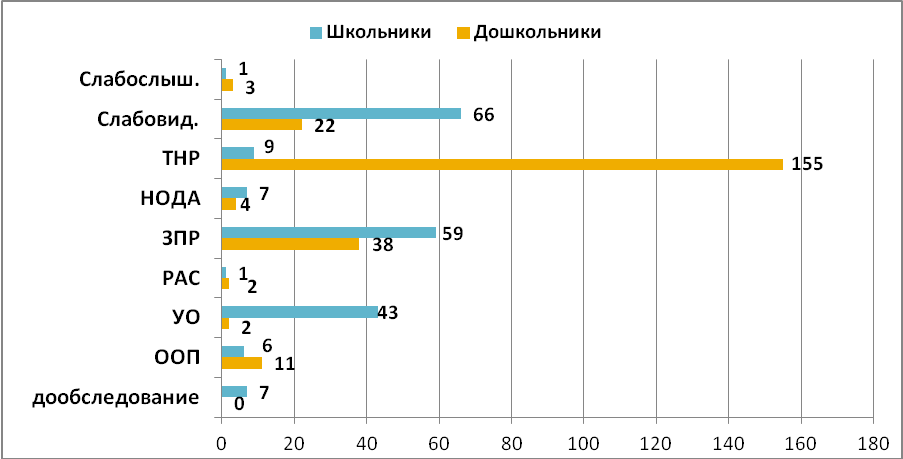 Школьники Дошкольники
Слабослыш. 1
3
Слабовид. 66
22
ТНР 9
155
НОДА 7
4
ЗПР 59
38
РАС 1
2
УО 43
2
ООП 6
11
дообследование 7
0
0 20 40 60 80 100 120 140 160 180